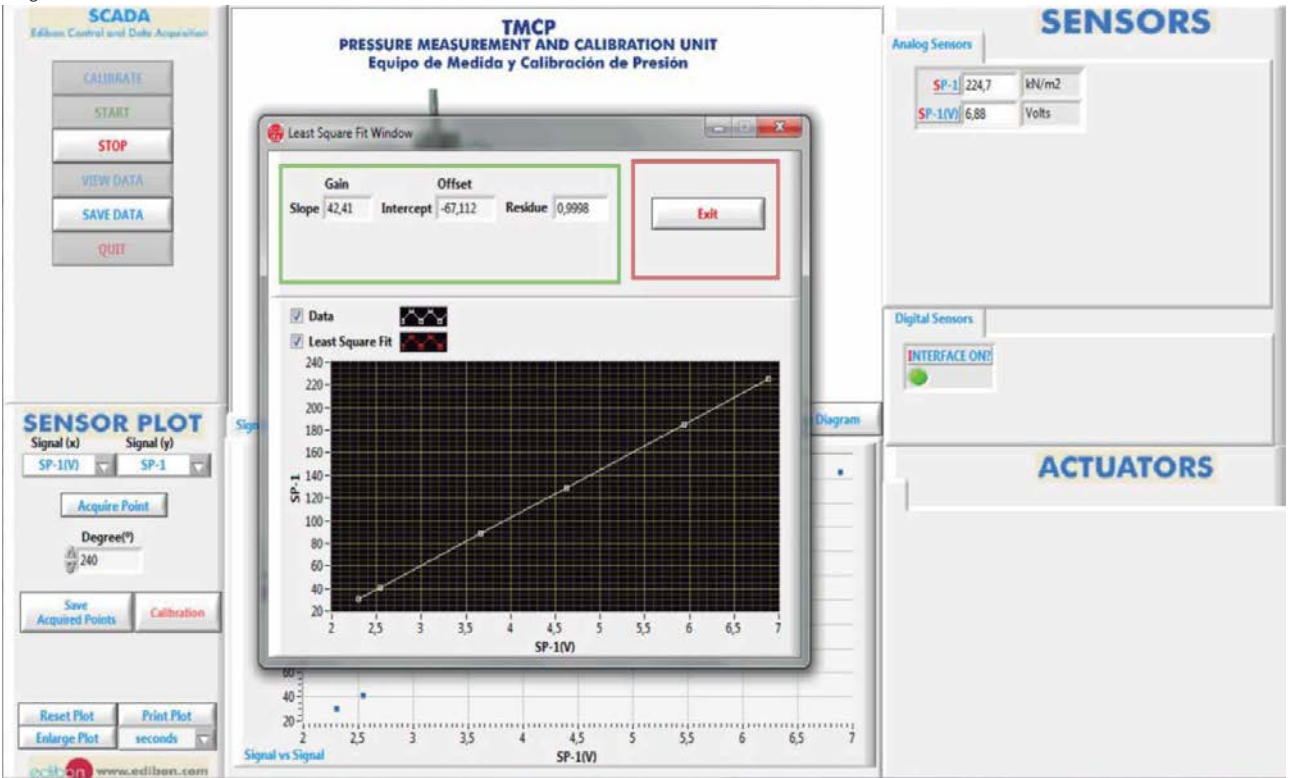 SCADA
Edibon Control and Data Acquisition
CALIBRATE
START
STOP
VIEW DATA
SAVE DATA
QUIT
TMCP
PRESSURE MEASUREMENT AND CALIBRATION UNIT
Equipo de Medida y Calibración de Presión
SENSORS
Analog Sensors
SP-1 224,7 kN/m2
SP-1(V) 6,88 Volts
Digital Sensors
INTERFACE ON?
ACTUATORS
Least Square Fit Window
Gain Offset
Slope 42,41 Intercept -67,112 Residue 0,9998
Exit
Data
Least Square Fit
240
220
200
180
160
140
120
100
80
60
40
20
SP-1
2 2,5 3 3,5 4 4,5 5 5,5 6 6,5 7
SP-1(V)
Diagram
SENSOR PLOT
Signal (x) Signal (y)
SP-1(V) SP-1
Acquire Point
Degree(º)
240
Save
Acquired Points
Calibration
Reset Plot Print Plot
Enlarge Plot seconds
edibon www.edibon.com
60
40
20
2 2,5 3 3,5 4 4,5 5 5,5 6 6,5 7
Signal vs Signal
SP-1(V)